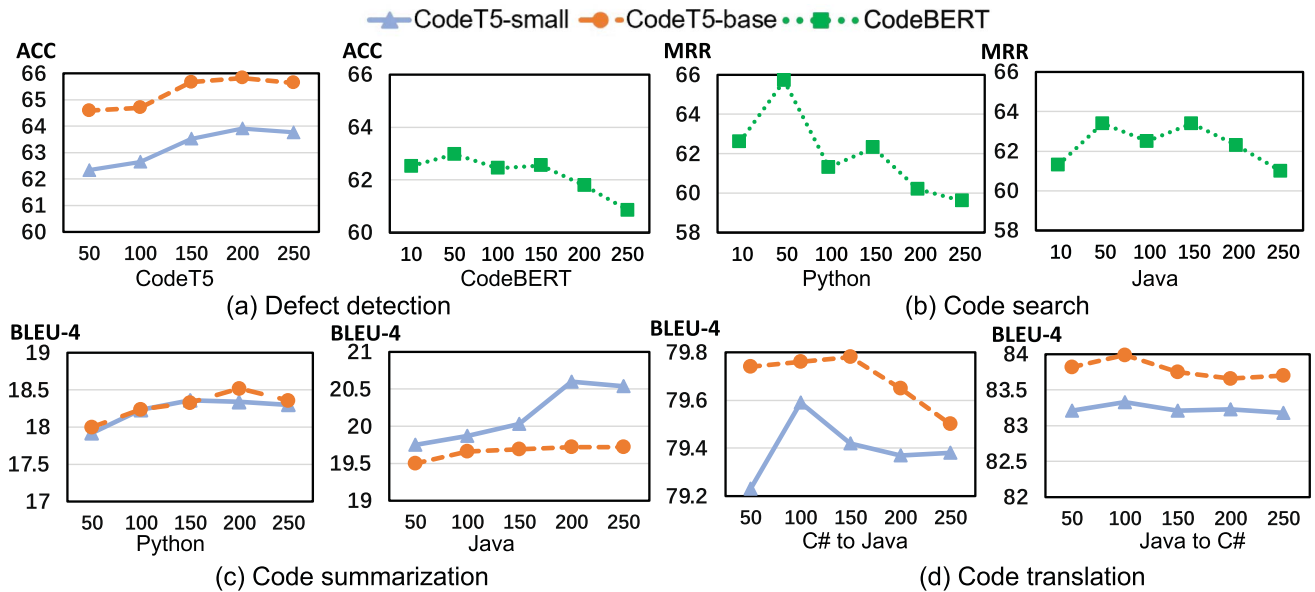 CodeT5-small CodeT5-base CodeBERT
ACC
66
65
64
63
62
61
60
50 100 150 200 250
CodeT5
ACC
66
64
62
60
10 50 100 150 200 250
CodeBERT
(a) Defect detection
MRR
66
64
62
60
58
10 50 100 150 200 250
Python
MRR
66
64
62
60
58
10 50 100 150 200 250
Java
(b) Code search
BLEU-4
19
18.5
18
17.5
17
50 100 150 200 250
Python
BLEU-4
21
20.5
20
19.5
19
50 100 150 200 250
Java
(c) Code summarization
BLEU-4
79.8
79.6
79.4
79.2
50 100 150 200 250
C# to Java
BLEU-4
84
83.5
83
82.5
82
50 100 150 200 250
Java to C#
(d) Code translation